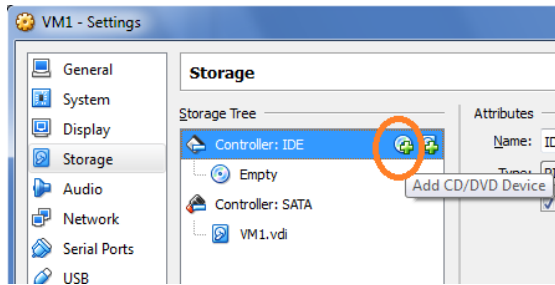 VM1 - Settings
General
System
Display
Storage
Audio
Network
Serial Ports
USB
Storage
Storage Tree
Controller: IDE
Empty
Controller: SATA
VM1.vdi
Attributes
Name:
Type:
Add CD/DVD Device